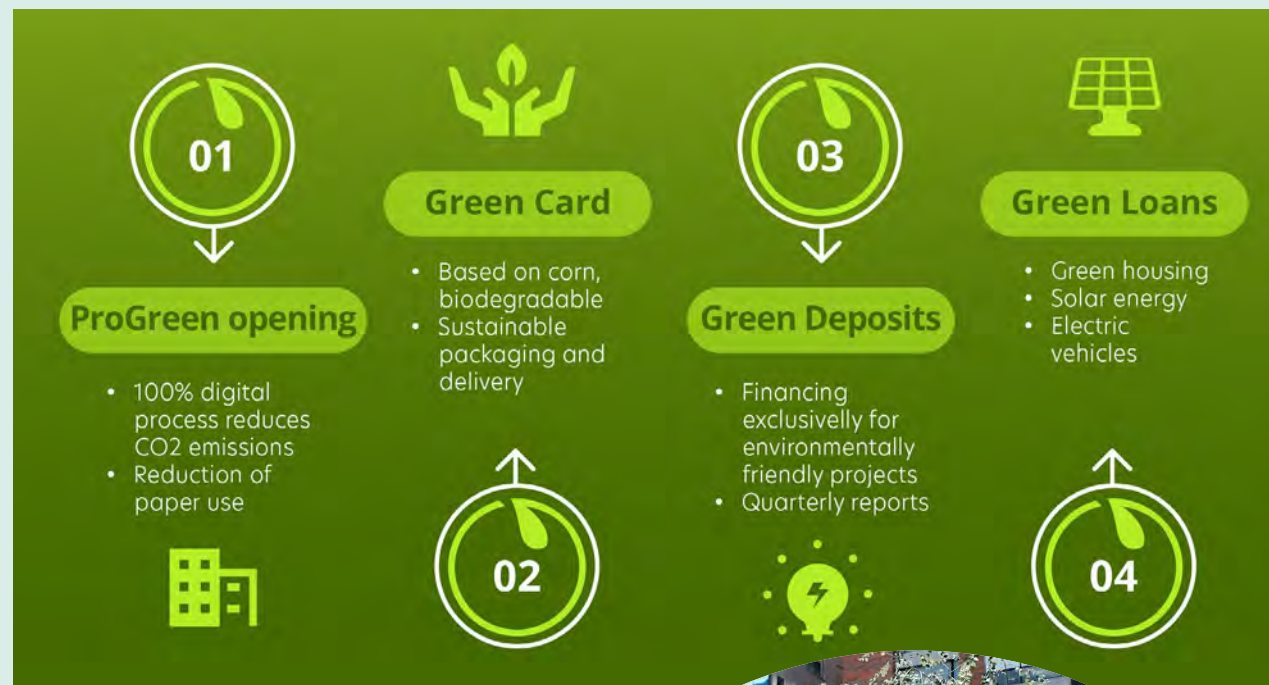 01
ProGreen opening
• 100% digital
process reduces
CO2 emissions
• Reduction of
paper use
Green Card
• Based on corn,
biodegradable
• Sustainable
packaging and
delivery
02
03
Green Deposits
• Financing
exclusivelly for
environmentally
friendly projects
• Quarterly reports
Green Loans
• Green housing
• Solar energy
• Electric
vehicles
04